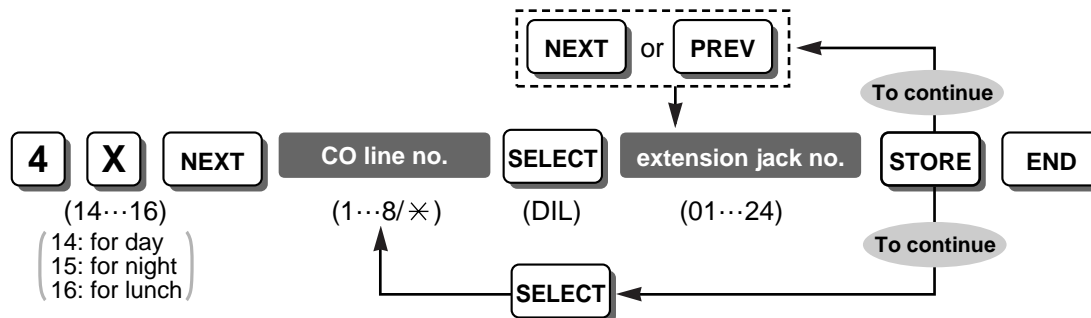 NEXT or PREV
To continue
4 X NEXT CO line no. SELECT extension jack no. STORE END
(14···16) (1···8/✳) (DIL) (01···24)
14: for day
15: for night
16: for lunch
To continue
SELECT